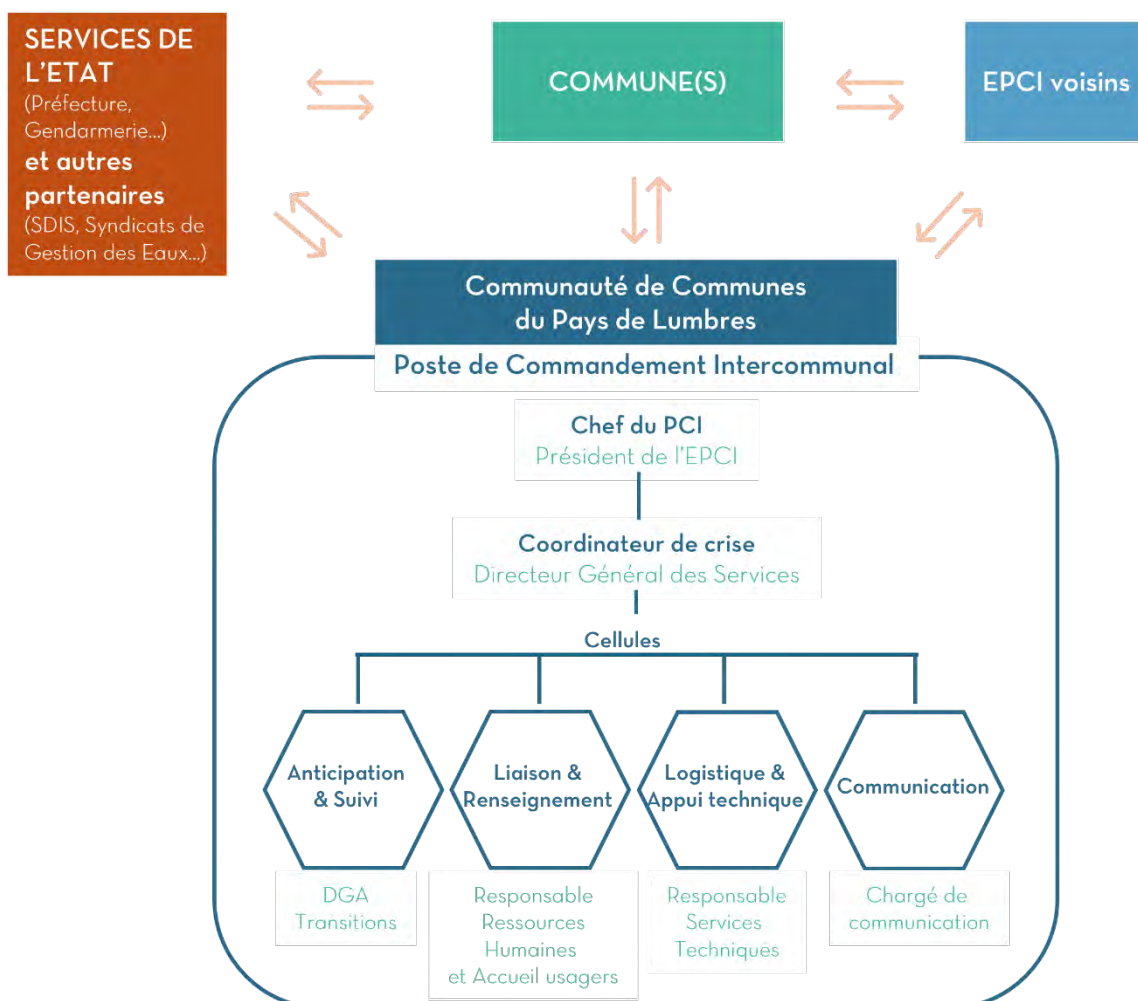 SERVICES DE
L'ETAT
(Préfecture,
Gendarmerie...)
et autres
partenaires
(SDIS, Syndicats de
Gestion des Eaux...)
COMMUNE(S)
EPCI voisins
Communauté de Communes
du Pays de Lumbres
Poste de Commandement Intercommunal
Chef du PCI
Président de l'EPCI
Coordinateur de crise
Directeur Général des Services
Cellules
Anticipation
& Suivi
Liaison &
Renseignement
Logistique &
Appui technique
Communication
DGA
Transitions
Responsable
Ressources
Humaines
et Accueil usagers
Responsable
Services
Techniques
Chargé de
communication